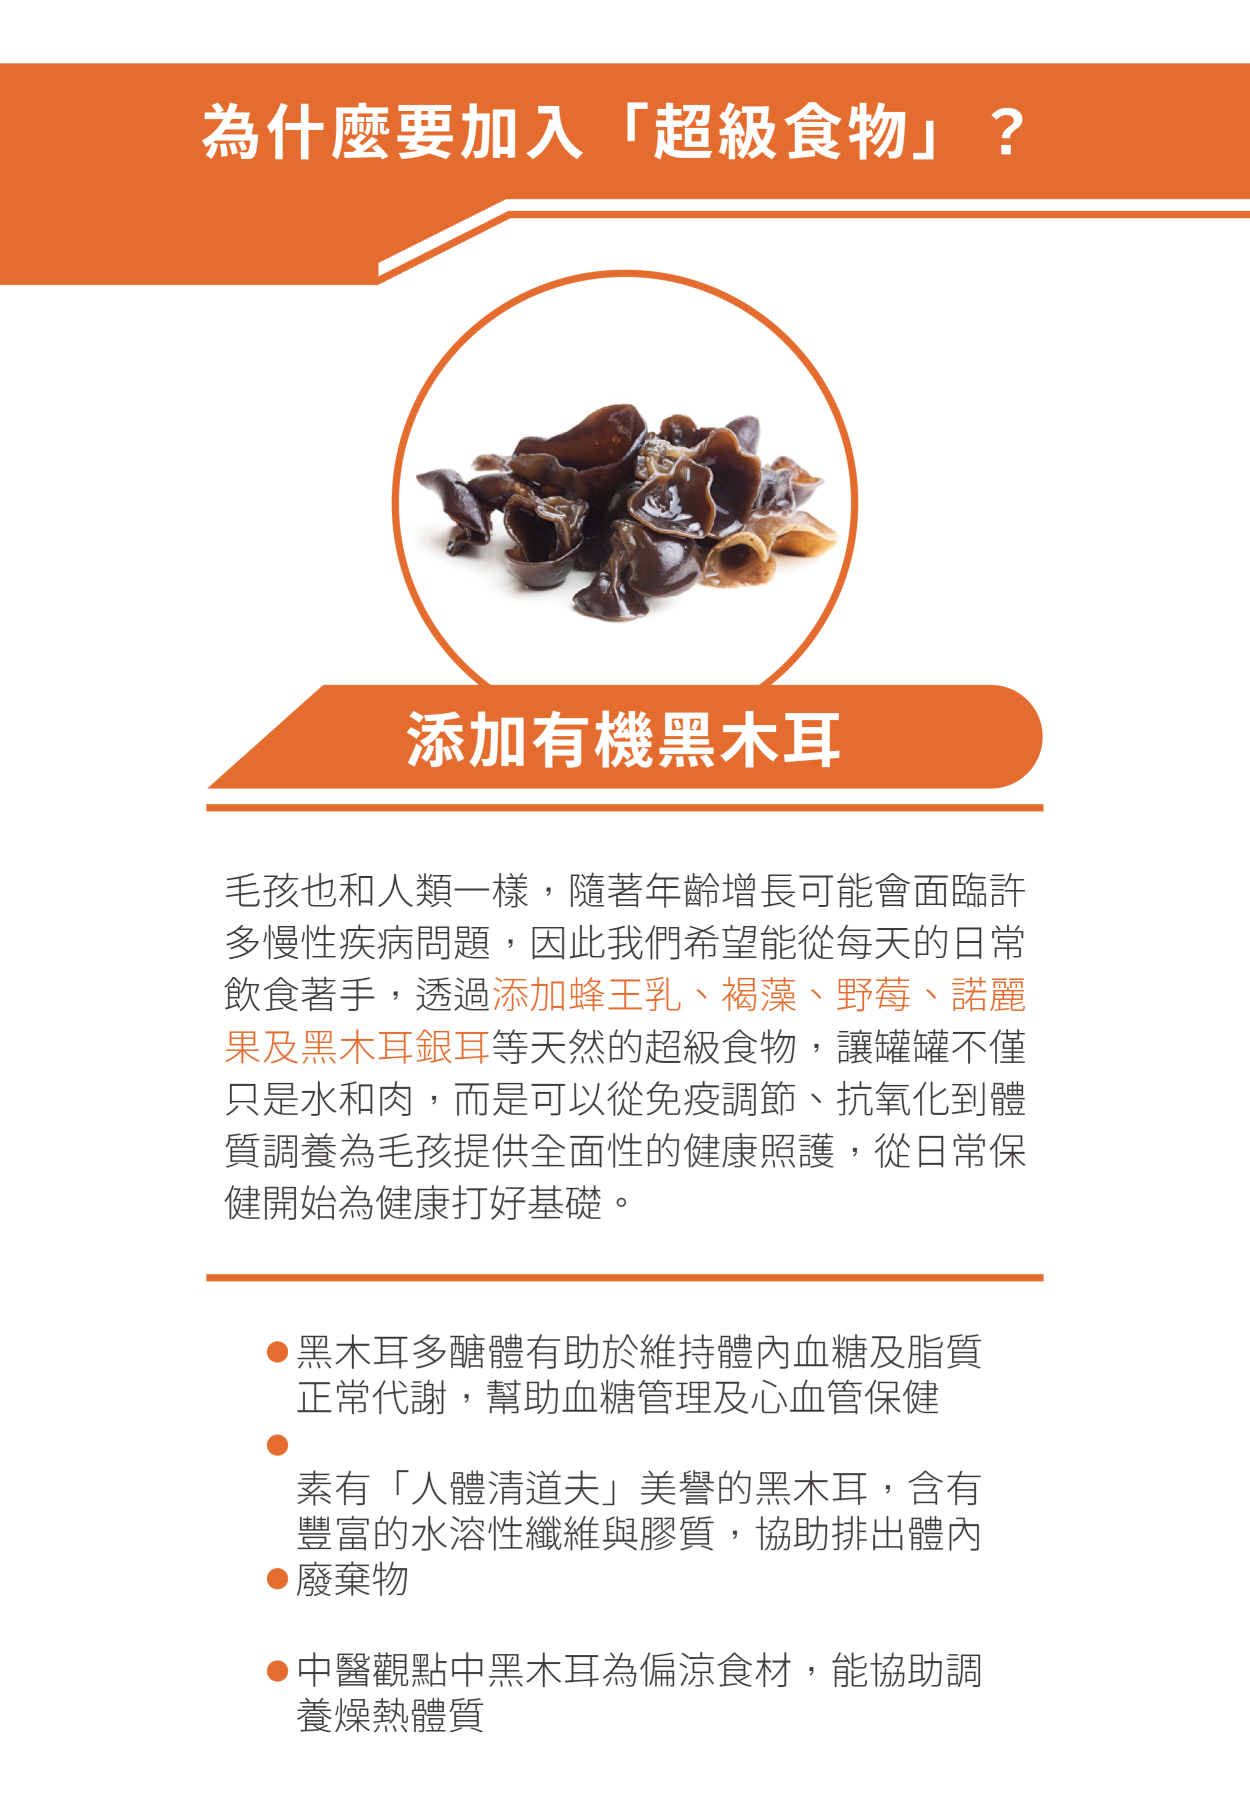 為什麼要加入「超級食物」？
添加有機黑木耳
毛孩也和人類一樣，隨著年齡增長可能會面臨許
多慢性疾病問題，因此我們希望能從每天的日常
飲食著手，透過添加蜂王乳、褐藻、野莓、諾麗
果及黑木耳銀耳等天然的超級食物，讓罐罐不僅
只是水和肉，而是可以從免疫調節、抗氧化到體
質調養為毛孩提供全面性的健康照護，從日常保
健開始為健康打好基礎。
黑木耳多醣體有助於維持體內血糖及脂質
正常代謝，幫助血糖管理及心血管保健
素有「人體清道夫」美譽的黑木耳，含有
豐富的水溶性纖維與膠質，協助排出體內
廢棄物
中醫觀點中黑木耳為偏涼食材，能協助調
養燥熱體質